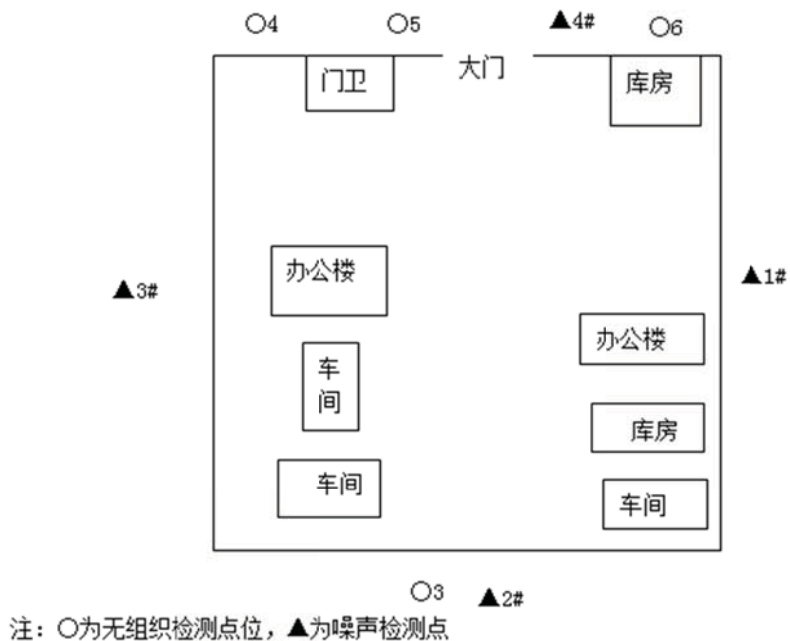 ○4 ○5 ▲4# ○6
门卫 大门 库房
▲3# 办公楼 ▲1#
办公楼
车
间
库房
车间 车间
○3 ▲2#
注：○为无组织检测点位，▲为噪声检测点